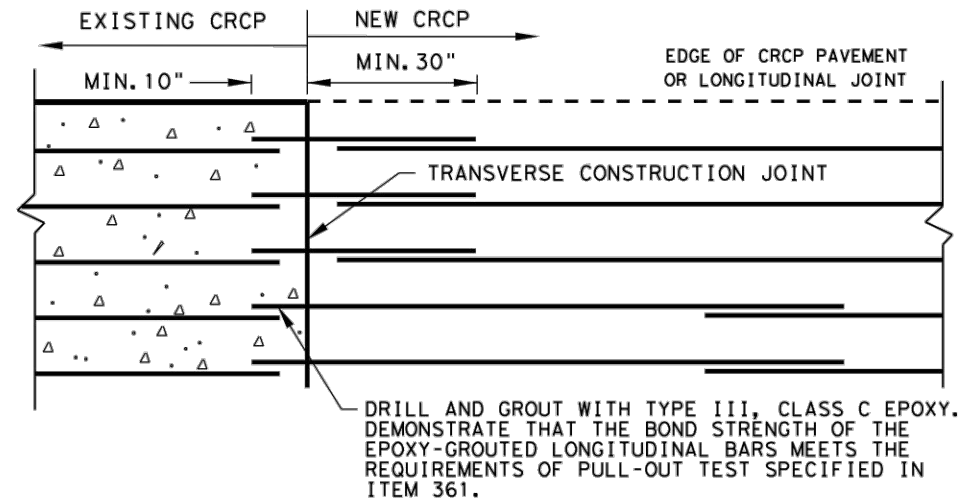 EXISTING CRCP
NEW CRCP
MIN. 10"
MIN. 30"
EDGE OF CRCP PAVEMENT
OR LONGITUDINAL JOINT
TRANSVERSE CONSTRUCTION JOINT
DRILL AND GROUT WITH TYPE III, CLASS C EPOXY.
DEMONSTRATE THAT THE BOND STRENGTH OF THE
EPOXY-GROUTED LONGITUDINAL BARS MEETS THE
REQUIREMENTS OF PULL-OUT TEST SPECIFIED IN
ITEM 361.